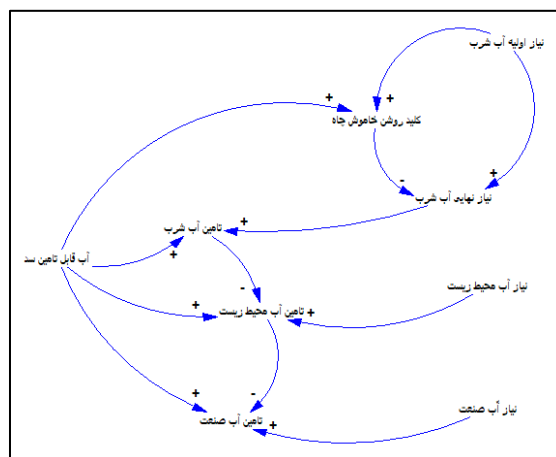 نیاز اولیه آب شرب
+
+
کلید روشن خاموش چاه
+
-
نیاز نهایی آب شرب
+
تامین آب شرب
+
آب قابل تامین سد
-
نیاز آب محیط زیست
+
تامین آب محیط زیست
+
-
نیاز آب صنعت
+
تامین آب صنعت
+